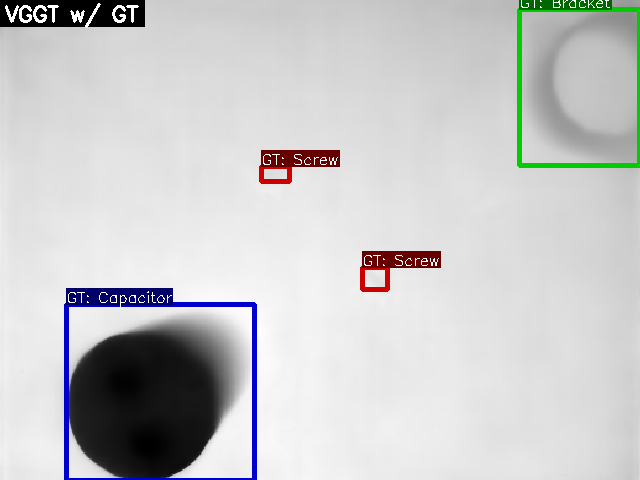 VGGT w/ GT
GT: Bracket
GT: Screw
GT: Screw
GT: Capacitor